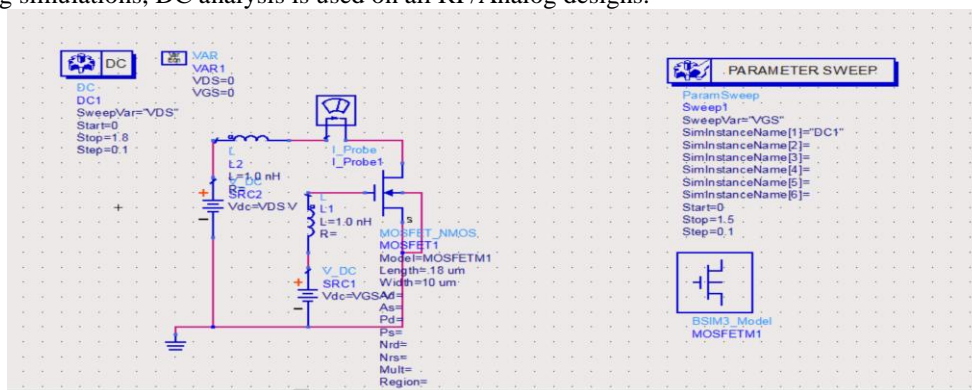 g simulations, DC analysis is used on all RF/Analog designs.
DC
DC
DC1
SweepVar="VDS"
Start=0
Stop=1.8
Step=0.1
VAR
VAR1
VDS=0
VGS=0
I_Probe
I_Probe1
L
L2
L=1.0 nH
R=
V_DC
SRC2
Vdc=VDS V
L
L1
L=1.0 nH
R=
V_DC
SRC1
Vdc=VGS
S
MOSFET_NMOS
MOSFET1
Model=MOSFETM1
Length=.18 um
Width=10 um
Ad=
As=
Pd=
Ps=
Nrd=
Nrs=
Mult=
Region=
PARAMETER SWEEP
ParamSweep
Sweep1
SweepVar="VGS"
SimInstanceName[1]="DC1"
SimInstanceName[2]=
SimInstanceName[3]=
SimInstanceName[4]=
SimInstanceName[5]=
SimInstanceName[6]=
Start=0
Stop=1.5
Step=0.1
BSIM3_Model
MOSFETM1